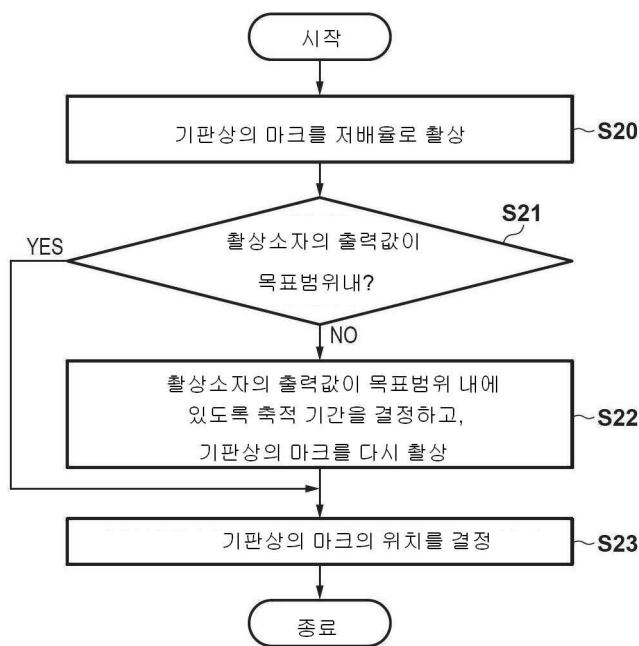 시작
기판상의 마크를 저배율로 촬상
S20
S21
YES
촬상소자의 출력값이
목표범위내?
NO
촬상소자의 출력값이 목표범위 내에
있도록 축적 기간을 결정하고,
기판상의 마크를 다시 촬상
S22
기판상의 마크의 위치를 결정
S23
종료